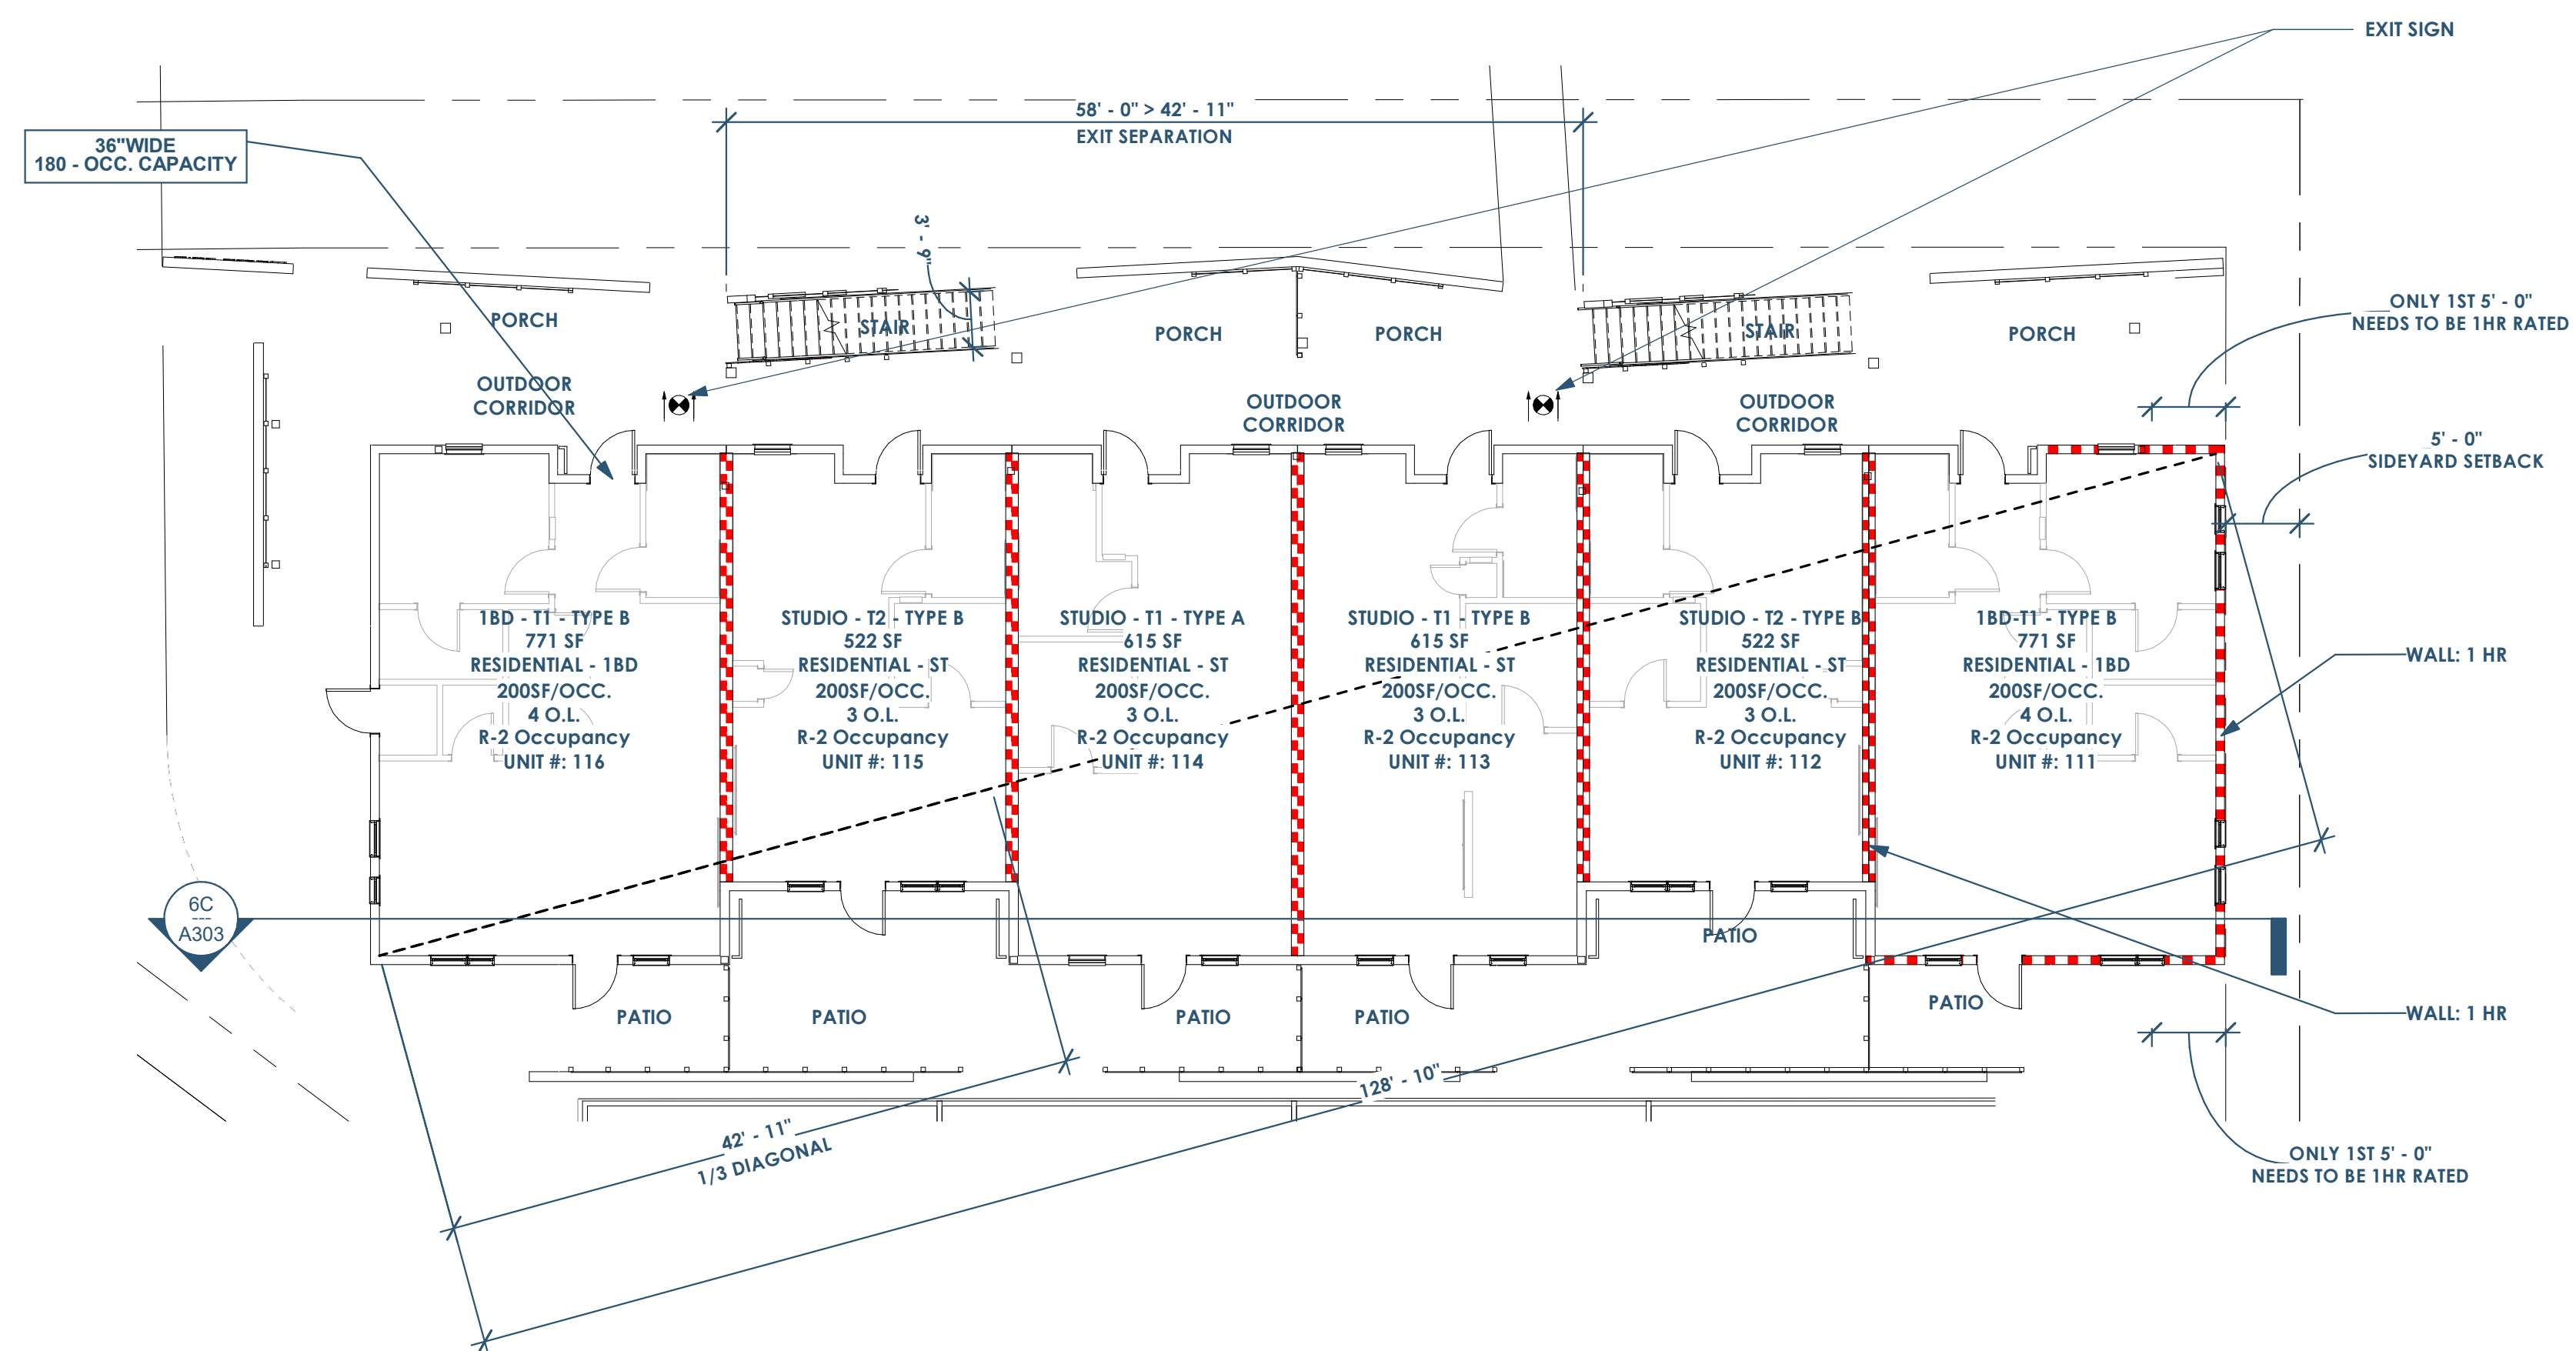 EXIT SIGN
58' - 0" > 42' - 11"
EXIT SEPARATION
36"WIDE
180 - OCC. CAPACITY
3' - 9"
ONLY 1ST 5' - 0"
NEEDS TO BE 1HR RATED
PORCH
STAIR
PORCH
PORCH
STAIR
PORCH
OUTDOOR
CORRIDOR
OUTDOOR
CORRIDOR
OUTDOOR
CORRIDOR
5' - 0"
SIDEYARD SETBACK
1BD - T1 - TYPE B
771 SF
RESIDENTIAL - 1BD
200SF/OCC.
4 O.L.
R-2 Occupancy
UNIT #: 116
STUDIO - T2 - TYPE B
522 SF
RESIDENTIAL - ST
200SF/OCC.
3 O.L.
R-2 Occupancy
UNIT #: 115
STUDIO - T1 - TYPE A
615 SF
RESIDENTIAL - ST
200SF/OCC.
3 O.L.
R-2 Occupancy
UNIT #: 114
STUDIO - T1 - TYPE B
615 SF
RESIDENTIAL - ST
200SF/OCC.
3 O.L.
R-2 Occupancy
UNIT #: 113
STUDIO - T2 - TYPE B
522 SF
RESIDENTIAL - ST
200SF/OCC.
3 O.L.
R-2 Occupancy
UNIT #: 112
1BD-T1 - TYPE B
771 SF
RESIDENTIAL - 1BD
200SF/OCC.
4 O.L.
R-2 Occupancy
UNIT #: 111
WALL: 1 HR
6C
---
A303
PATIO
PATIO
PATIO
PATIO
PATIO
PATIO
WALL: 1 HR
128' - 10"
42' - 11"
1/3 DIAGONAL
ONLY 1ST 5' - 0"
NEEDS TO BE 1HR RATED